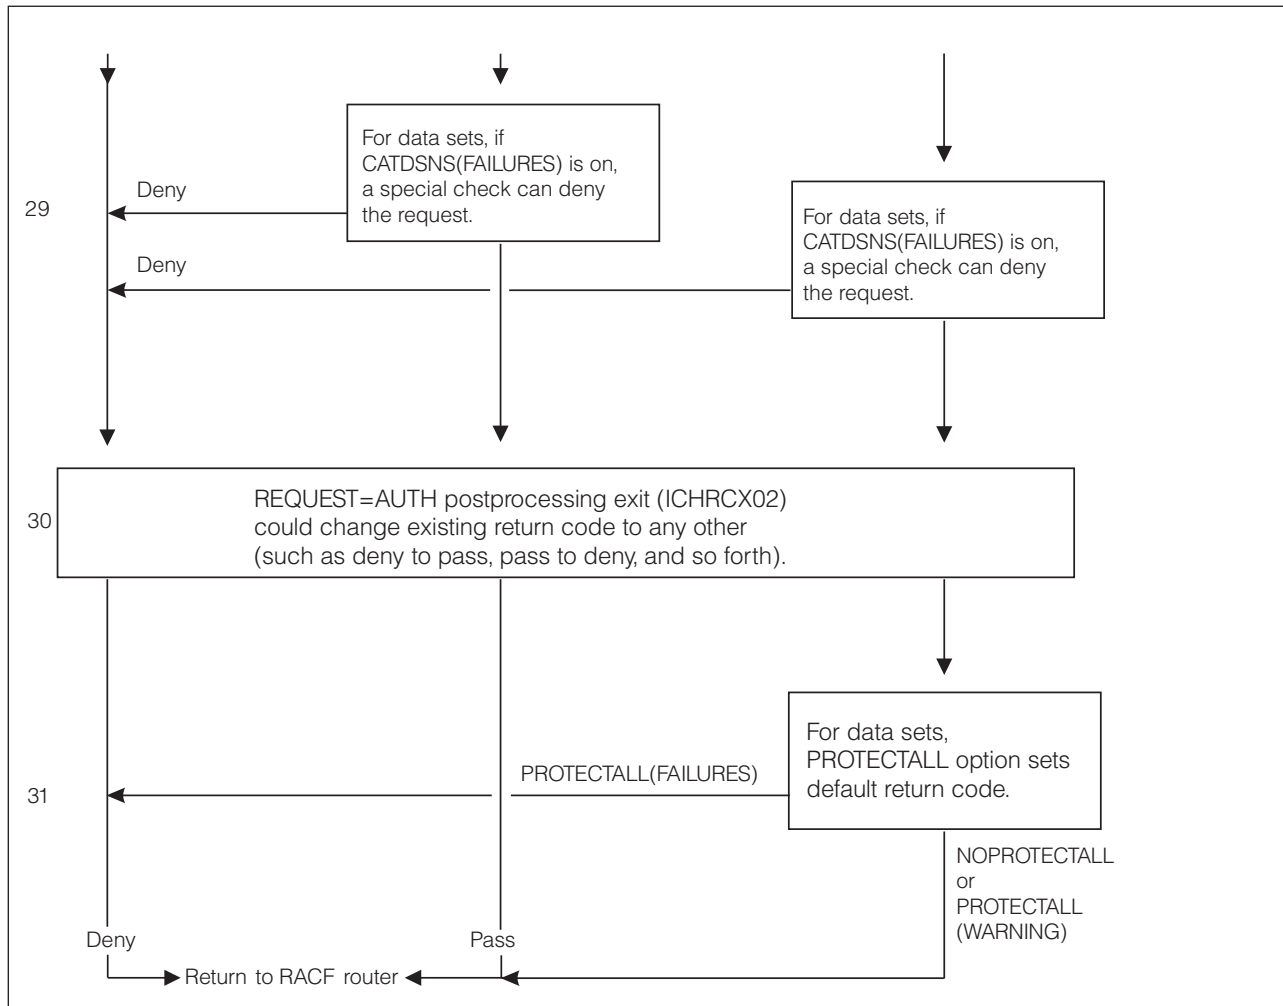 For data sets, if
CATDSNS(FAILURES) is on,
a special check can deny
the request.
Deny
29
For data sets, if
CATDSNS(FAILURES) is on,
a special check can deny
the request.
Deny
REQUEST=AUTH postprocessing exit (ICHRCX02)
could change existing return code to any other
(such as deny to pass, pass to deny, and so forth).
30
For data sets,
PROTECTALL option sets
default return code.
PROTECTALL(FAILURES)
31
NOPROTECTALL
or
PROTECTALL
(WARNING)
Deny
Pass
Return to RACF router